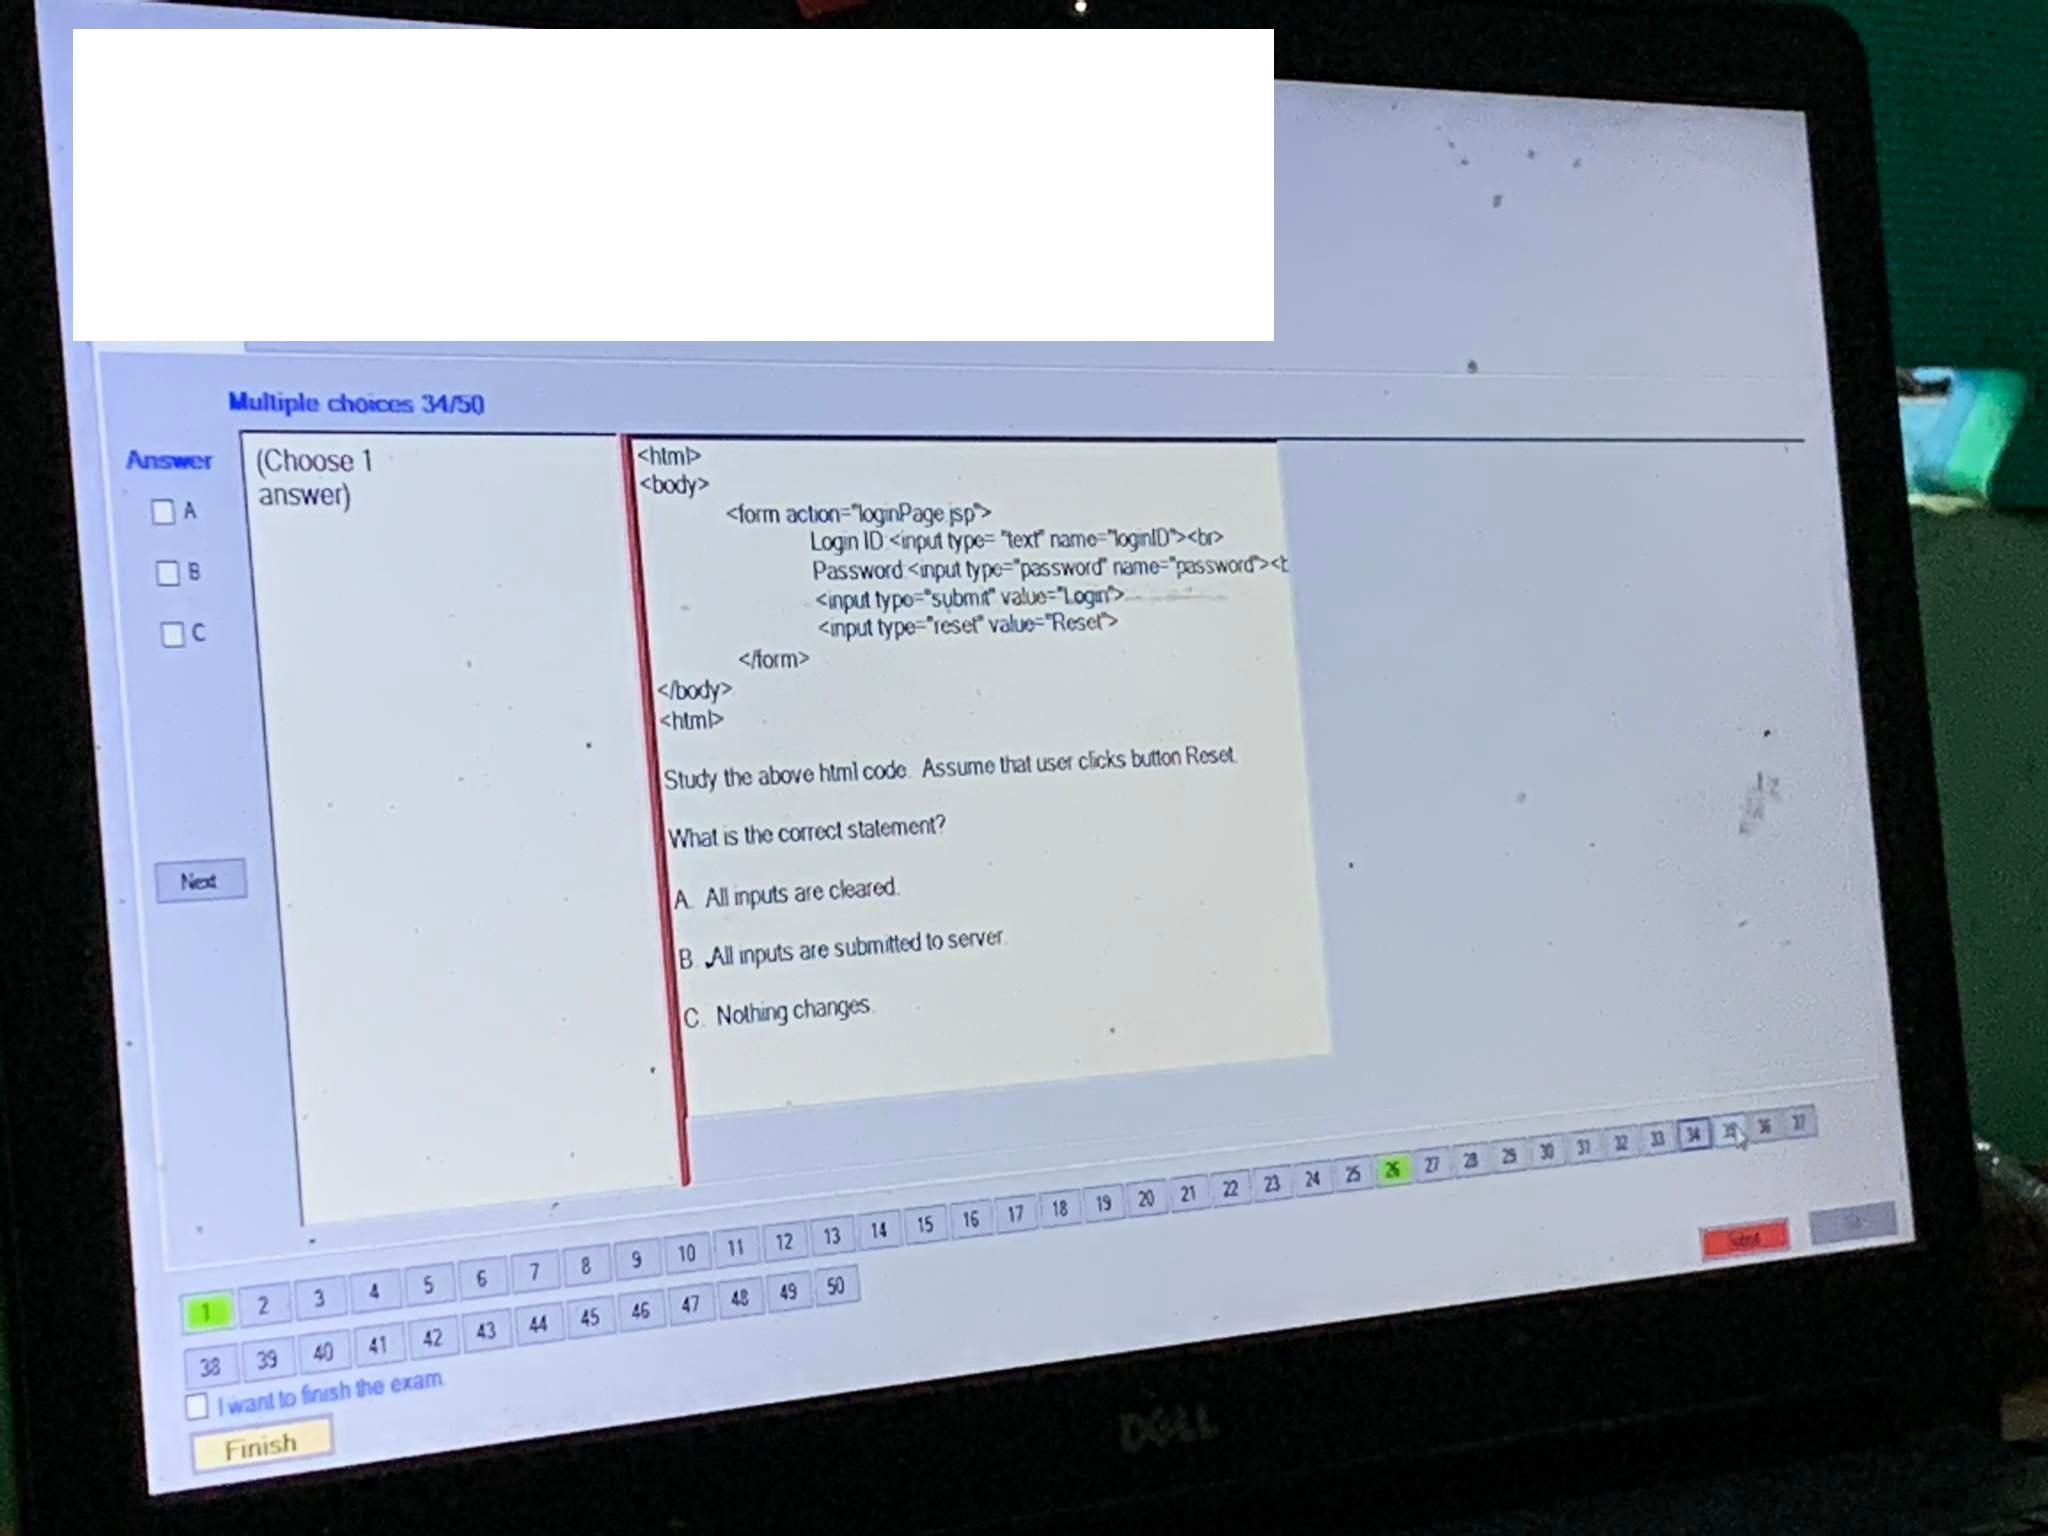 Multiple choices 34/50
Answer
A
B
C
Next
(Choose 1
answer)
<html>
<body>
<form action="loginPage.jsp">
Login ID:<input type= "text" name="loginID"><br>
Password:<input type="password" name="password"><b
<input type="submit" value="Login">
<input type="reset" value="Reset">
</form>
</body>
<html>
Study the above html code. Assume that user clicks button Reset.
What is the correct statement?
A. All inputs are cleared.
B. All inputs are submitted to server.
C. Nothing changes.
1 2 3 4 5 6 7 8 9 10 11 12 13 14 15 16 17 18 19 20 21 22 23 24 25 26 27 28 29 30 31 32 33 34 35 36 37
38 39 40 41 42 43 44 45 46 47 48 49 50
I want to finish the exam.
Finish
Submit
DELL